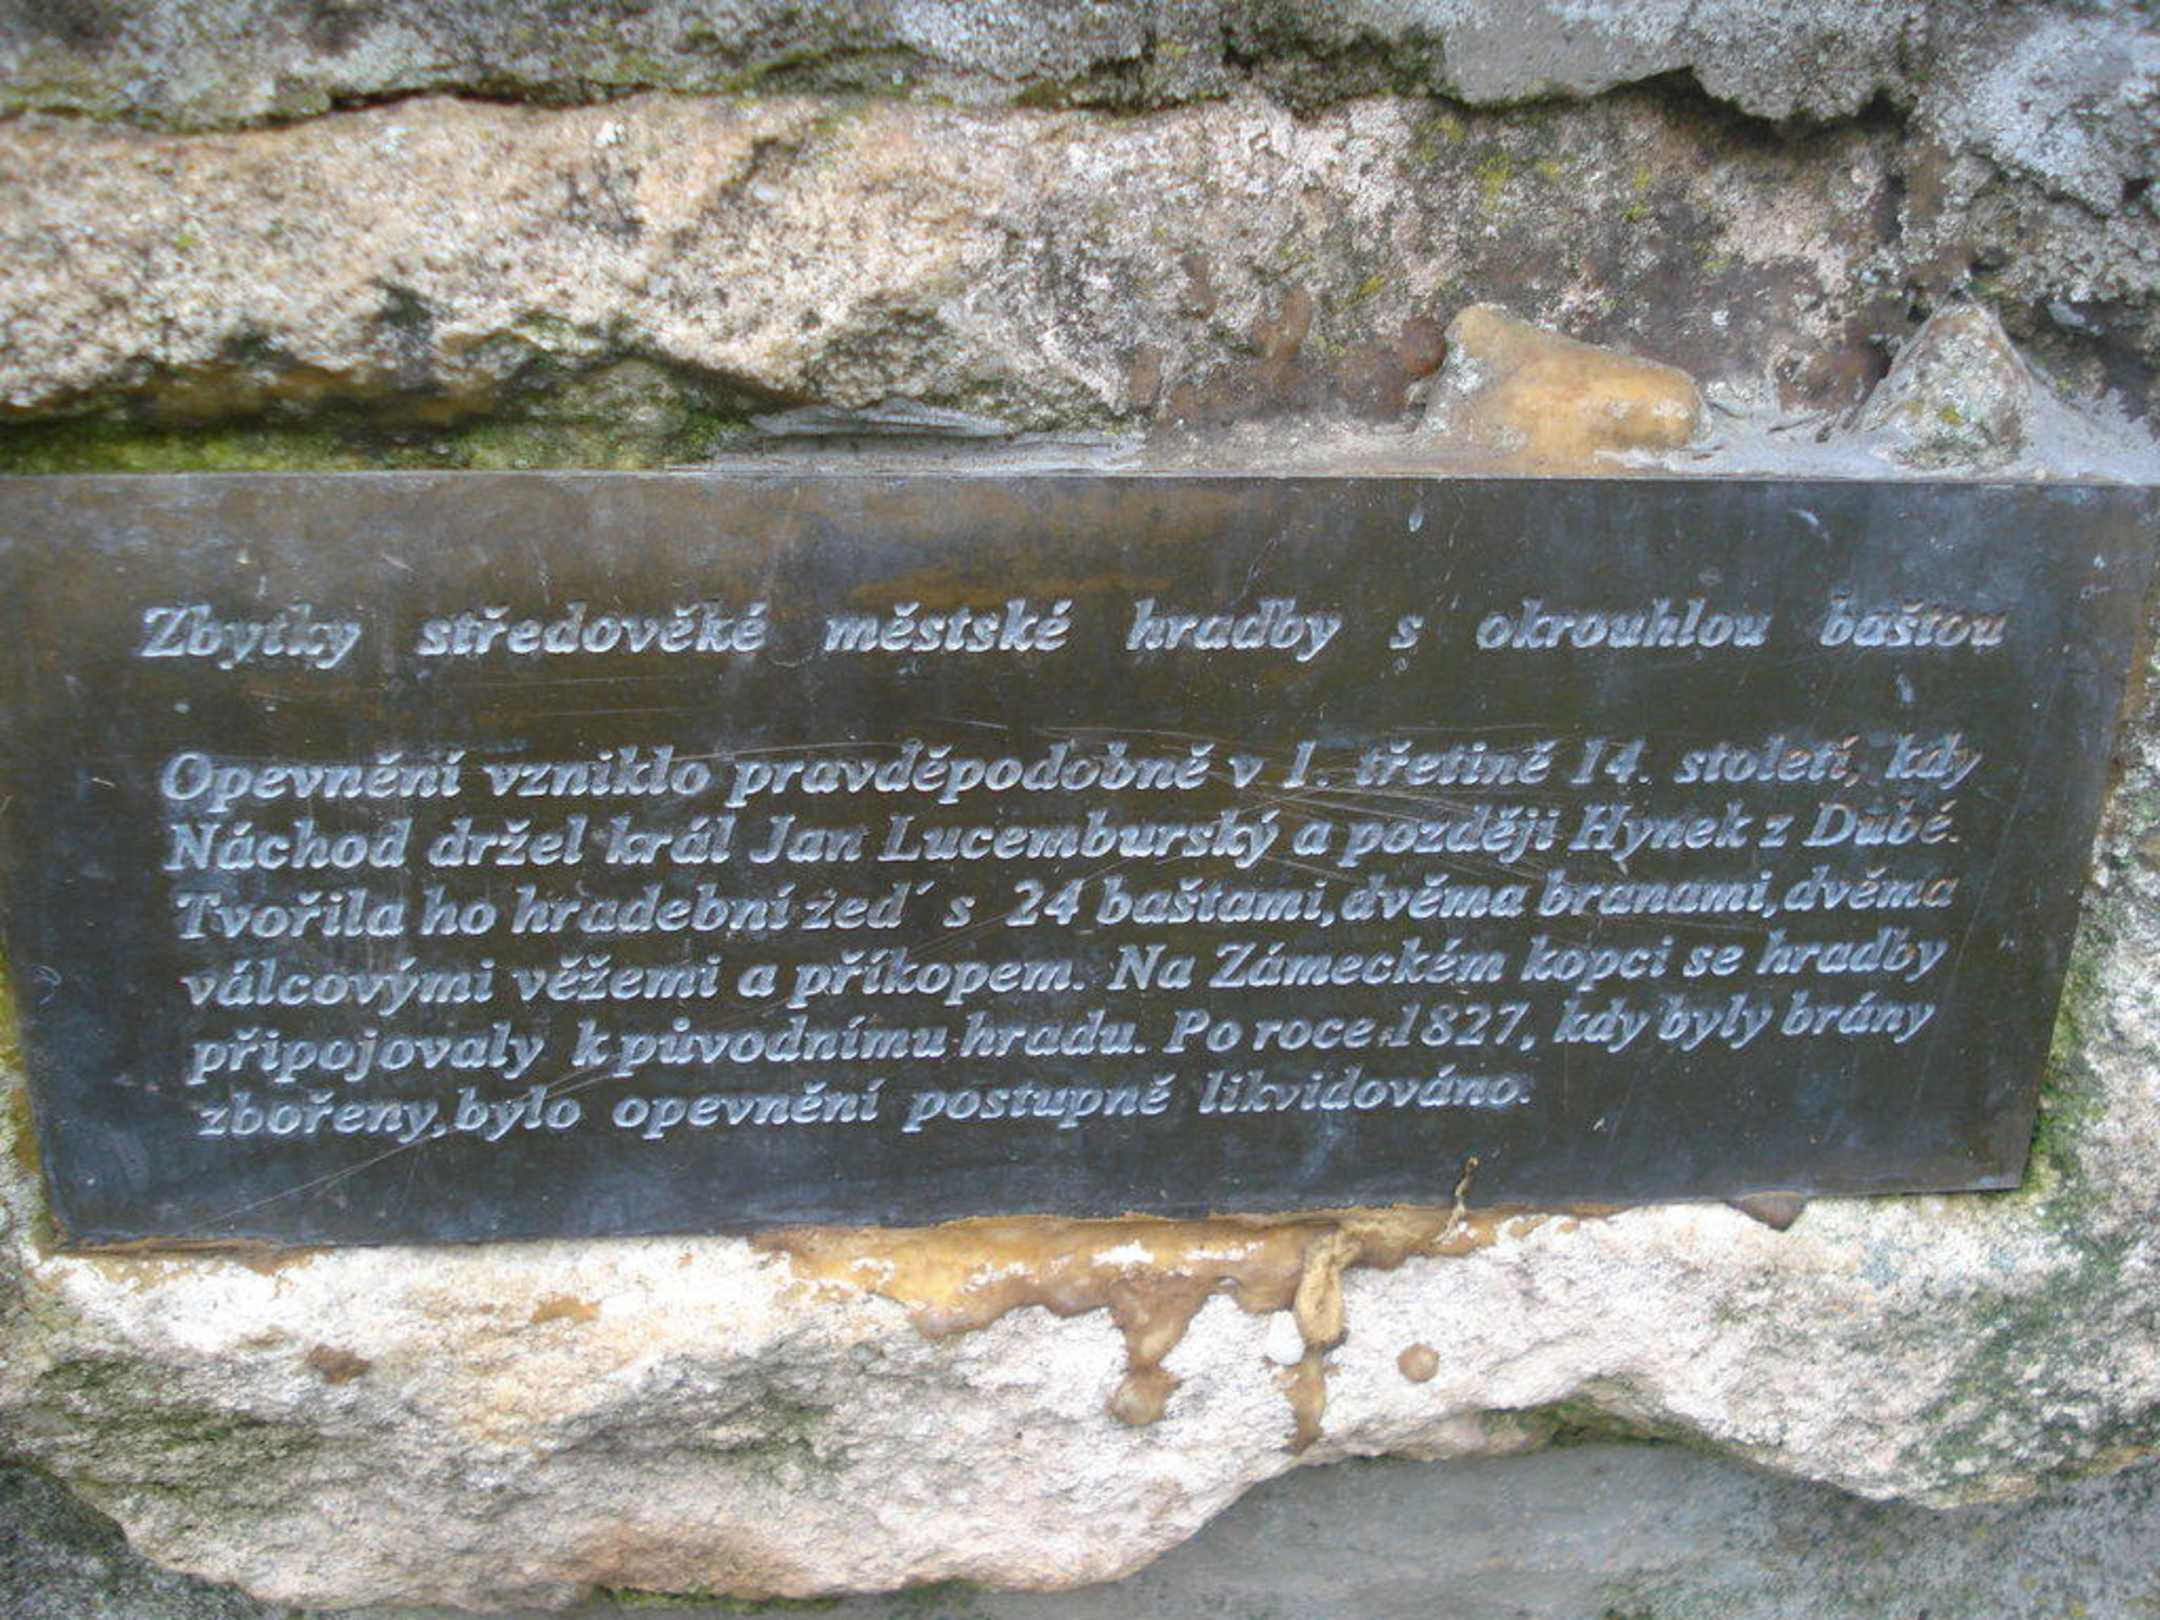 Zbytky středověké městské hradby s okrouhlou baštou
Opevnění vzniklo pravděpodobně v 1. třetině 14. století, kdy
Náchod držel král Jan Lucemburský a později Hynek z Dubé.
Tvořila ho hradební zeď s 24 baštami, dvěma branami, dvěma
válcovými věžemi a příkopem. Na Zámeckém kopci se hradby
připojovaly k původnímu hradu. Po roce 1827, kdy byly brány
zbořeny, bylo opevnění postupně likvidováno.